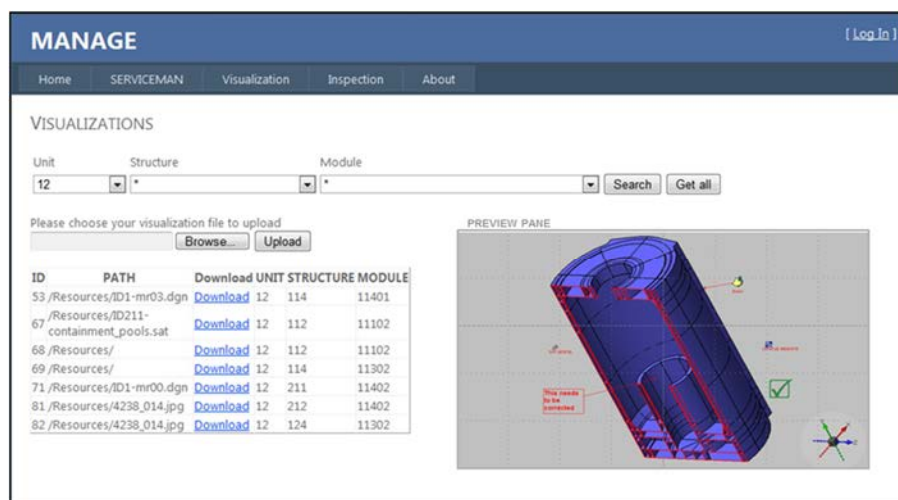 MANAGE
[ Log In ]
Home SERVICEMAN Visualization Inspection About
VISUALIZATIONS
Unit Structure Module
12 * * Search Get all
Please choose your visualization file to upload
Browse... Upload
PREVIEW PANE
ID PATH Download UNIT STRUCTURE MODULE
53 /Resources/ID1-mr03.dgn Download 12 114 11401
67 /Resources/ID211-
containment_pools.sat Download 12 112 11102
68 /Resources/ Download 12 112 11102
69 /Resources/ Download 12 114 11302
71 /Resources/ID1-mr00.dgn Download 12 211 11402
81 /Resources/4238_014.jpg Download 12 212 11402
82 /Resources/4238_014.jpg Download 12 124 11302
This needs
to be
corrected